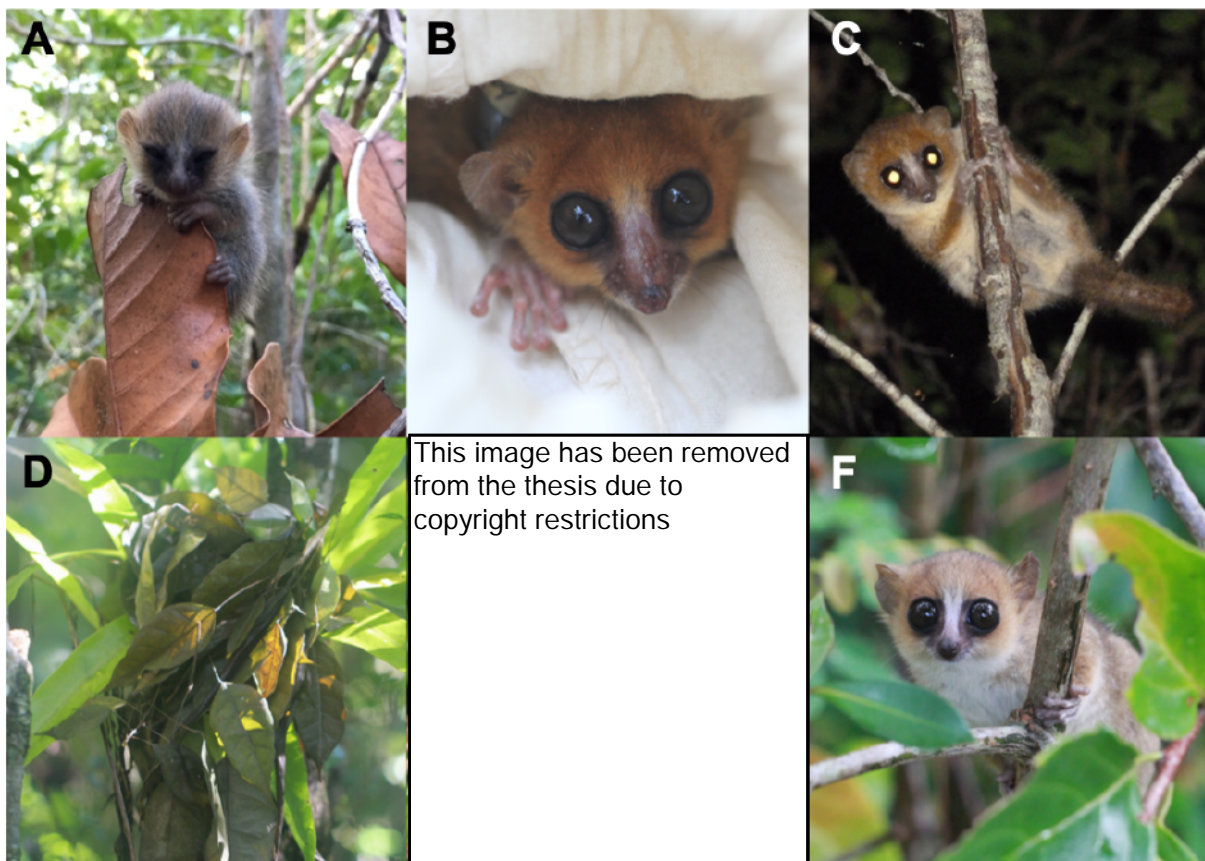 A
B
C
D
This image has been removed
from the thesis due to
copyright restrictions
F